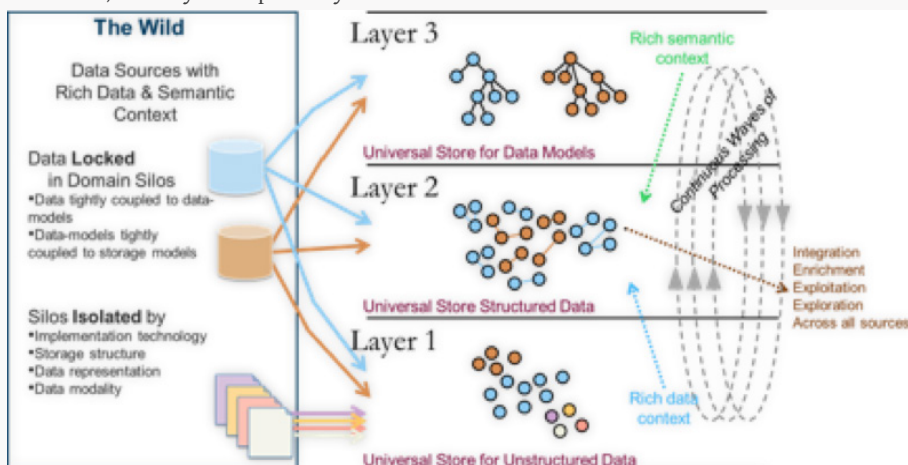 The Wild
Data Sources with
Rich Data & Semantic
Context
Data Locked
in Domain Silos
•Data tightly coupled to data-
models
•Data-models tightly
coupled to storage models
Silos Isolated by
•Implementation technology
•Storage structure
•Data representation
•Data modality
Layer 3
Universal Store for Data Models
Layer 2
Universal Store Structured Data
Layer 1
Universal Store for Unstructured Data
Rich semantic
context
Continuous Waves of
Processing
Integration
Enrichment
Exploitation
Exploration
Across all sources
Rich data
context